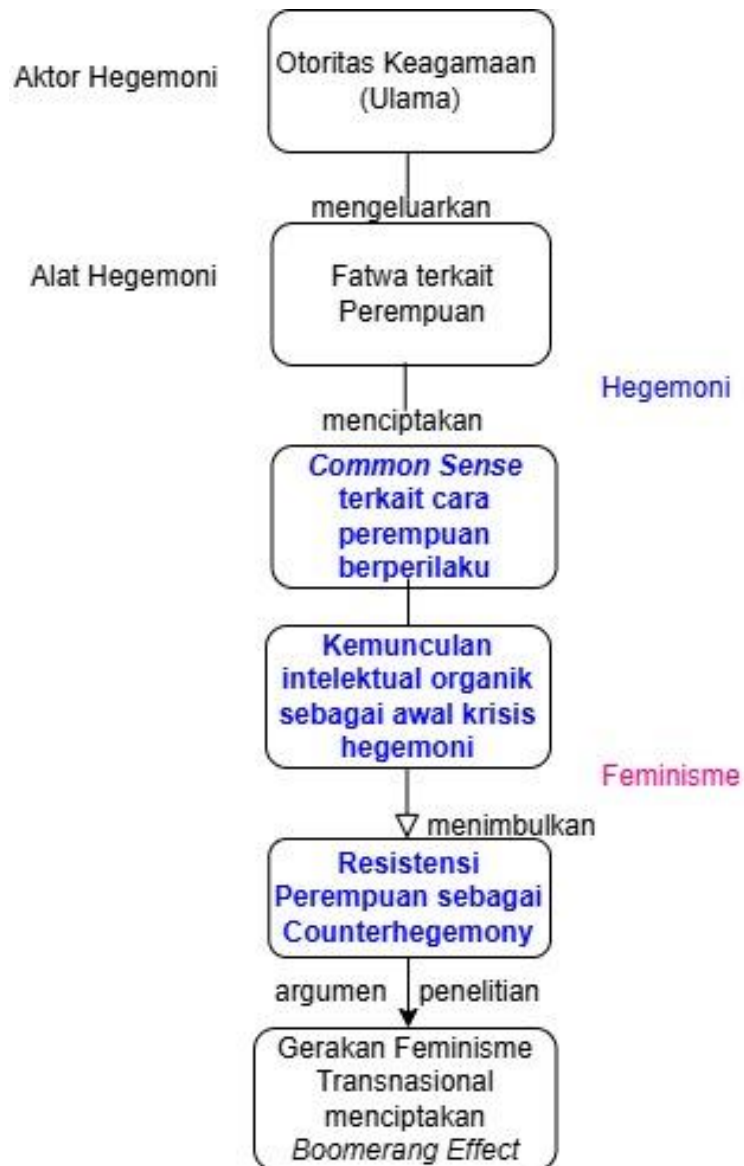 Aktor Hegemoni
Otoritas Keagamaan
(Ulama)
mengeluarkan
Alat Hegemoni
Fatwa terkait
Perempuan
Hegemoni
menciptakan
Common Sense
terkait cara
perempuan
berperilaku
Kemunculan
intelektual organik
sebagai awal krisis
hegemoni
Feminisme
menimbulkan
Resistensi
Perempuan sebagai
Counterhegemony
argumen penelitian
Gerakan Feminisme
Transnasional
menciptakan
Boomerang Effect